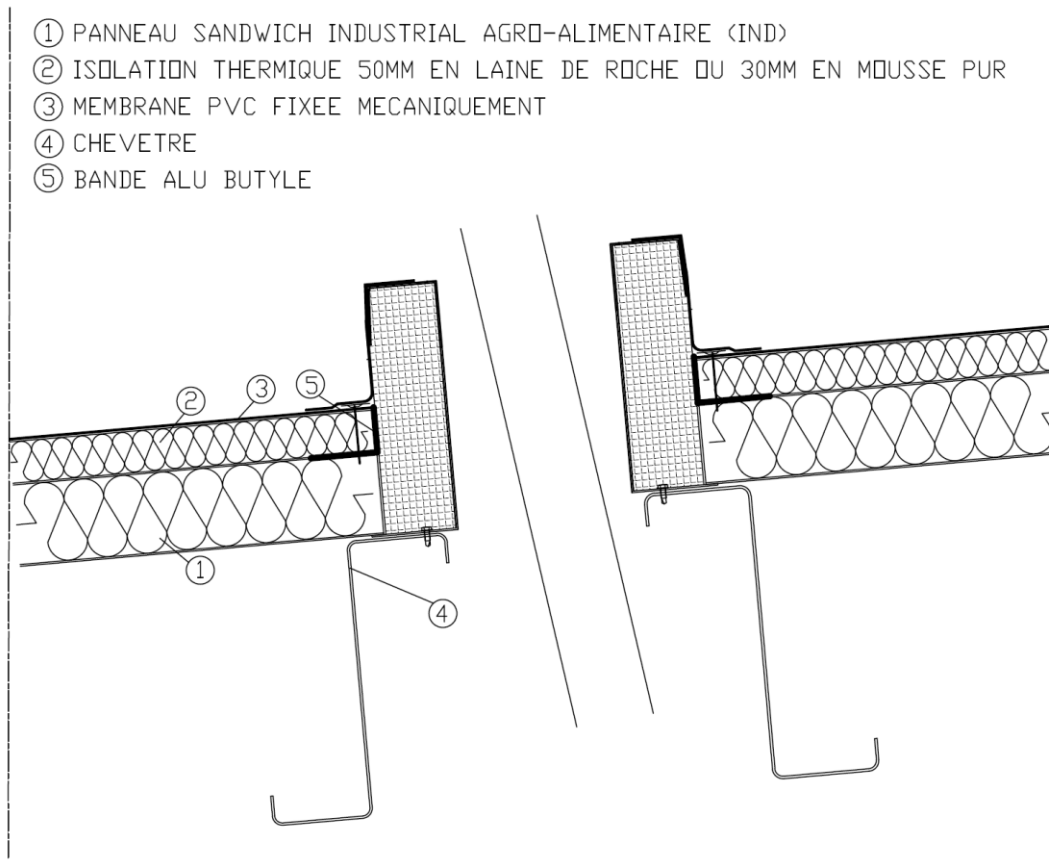 ① PANNEAU SANDWICH INDUSTRIAL AGRO-ALIMENTAIRE (IND)
② ISOLATION THERMIQUE 50MM EN LAINE DE ROCHE OU 30MM EN MOUSSE PUR
③ MEMBRANE PVC FIXEE MECANIQUEMENT
④ CHEVETRE
⑤ BANDE ALU BUTYLE
⑤
③
②
①
④